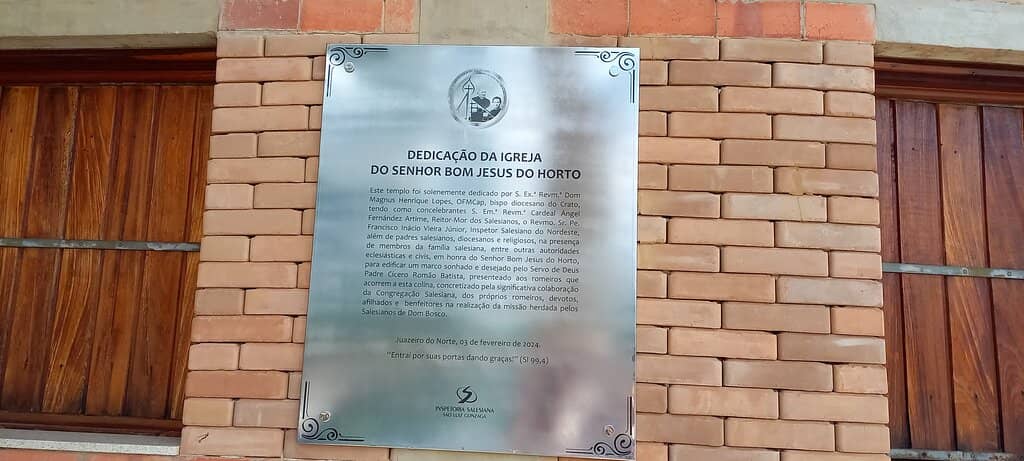 DEDICAÇÃO DA IGREJA
DO SENHOR BOM JESUS DO HORTO
Este templo foi solenemente dedicado por S. Ex.ª Revm.ª Dom
Magnus Henrique Lopes, OFMCap, bispo diocesano do Crato,
tendo como concelebrantes S. Em.ª Revm.ª Cardeal Ángel
Fernández Artime, Reitor-Mor dos Salesianos, o Revmo. Sr. Pe.
Francisco Inácio Vieira Júnior, Inspetor Salesiano do Nordeste,
além de padres salesianos, diocesanos e religiosos, na presença
de membros da família salesiana, entre outras autoridades
eclesiásticas e civis, em honra do Senhor Bom Jesus do Horto,
para edificar um marco sonhado e desejado pelo Servo de Deus
Padre Cícero Romão Batista, presenteado aos romeiros que
acorrem a esta colina, concretizado pela significativa colaboração
da Congregação Salesiana, dos próprios romeiros, devotos,
afilhados e benfeitores na realização da missão herdada pelos
Salesianos de Dom Bosco.
Juazeiro do Norte, 03 de fevereiro de 2024.
"Entrai por suas portas dando graças!" (Sl 99,4)
INSPETORIA SALESIANA
SÃO LUIZ GONZAGA